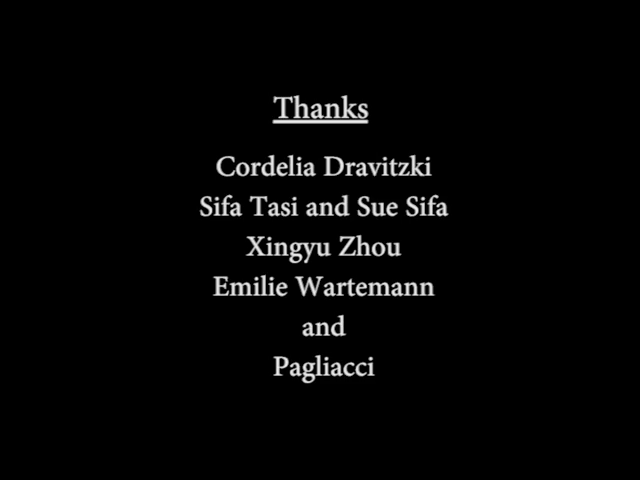 Thanks
Cordelia Dravitzki
Sifa Tasi and Sue Sifa
Xingyu Zhou
Emilie Wartemann
and
Pagliacci